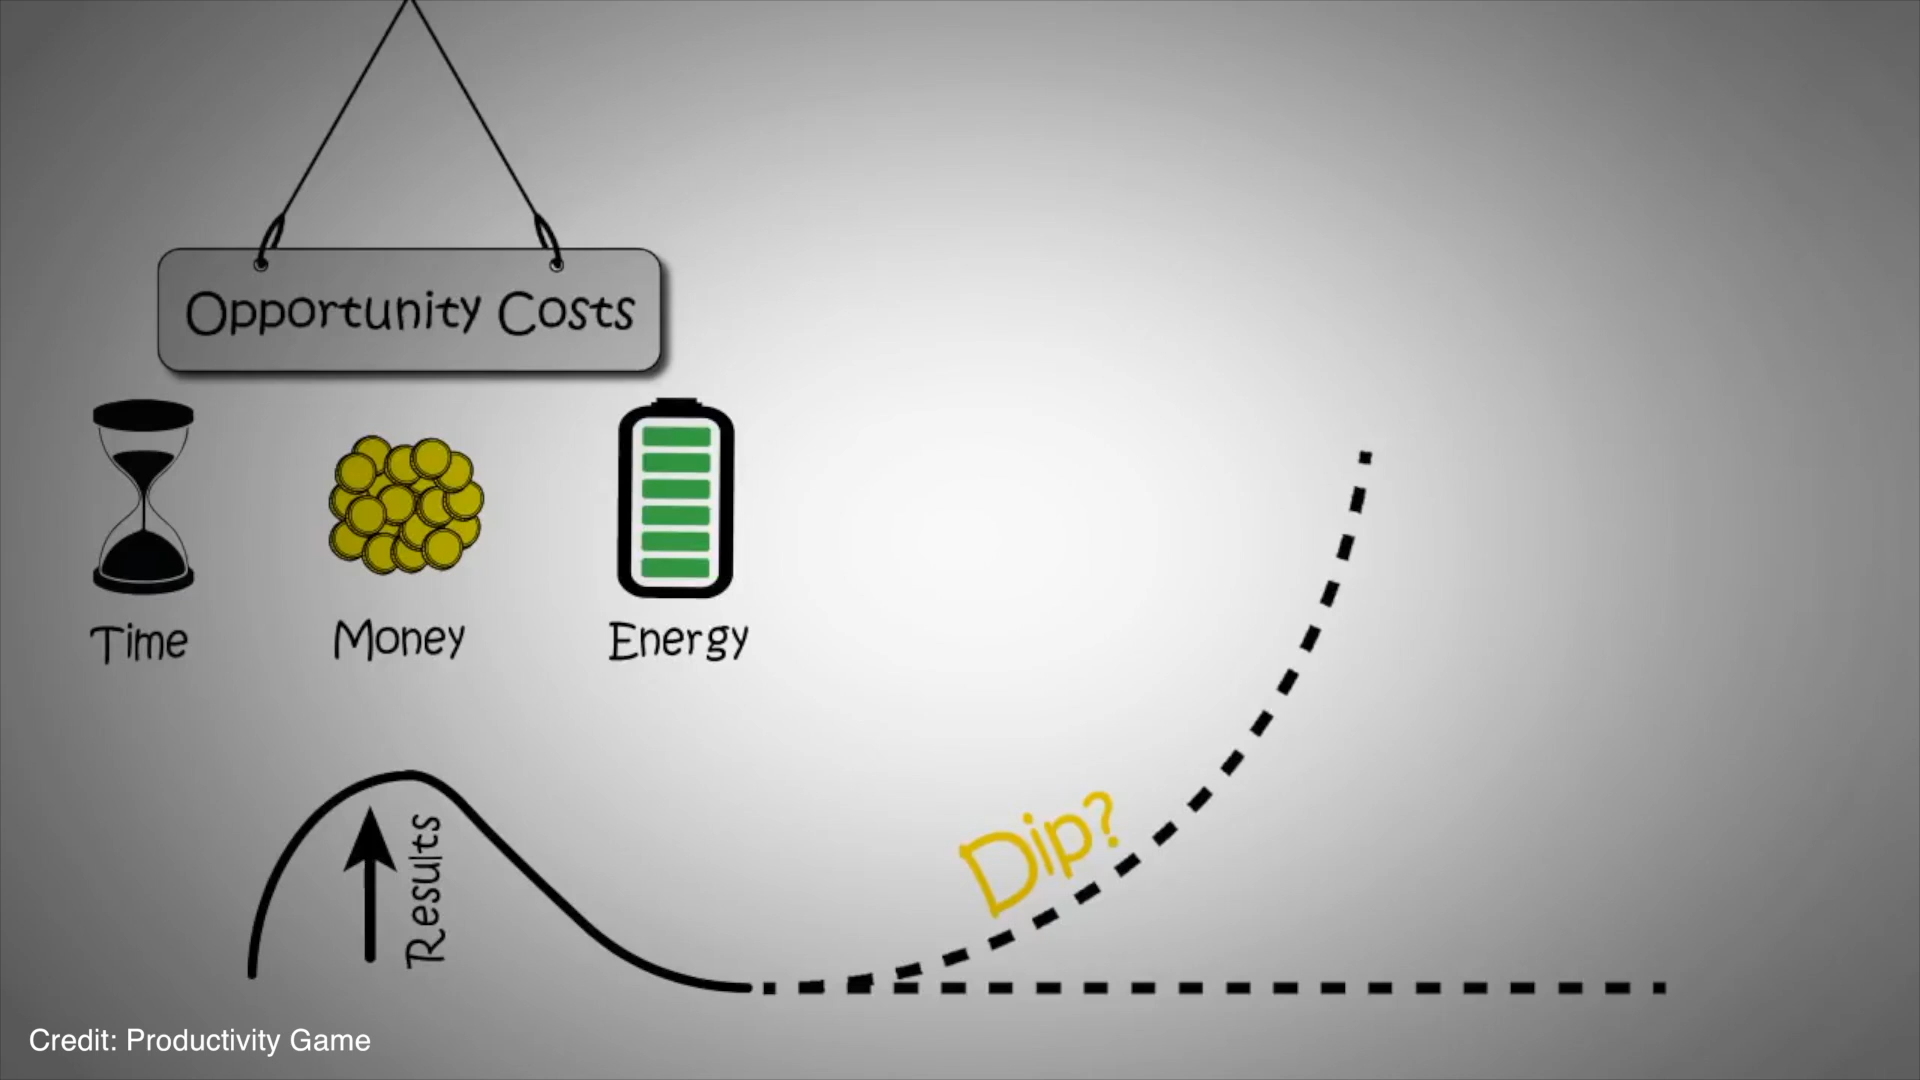 Opportunity Costs
Time
Money
Energy
Results
Dip?
Credit: Productivity Game